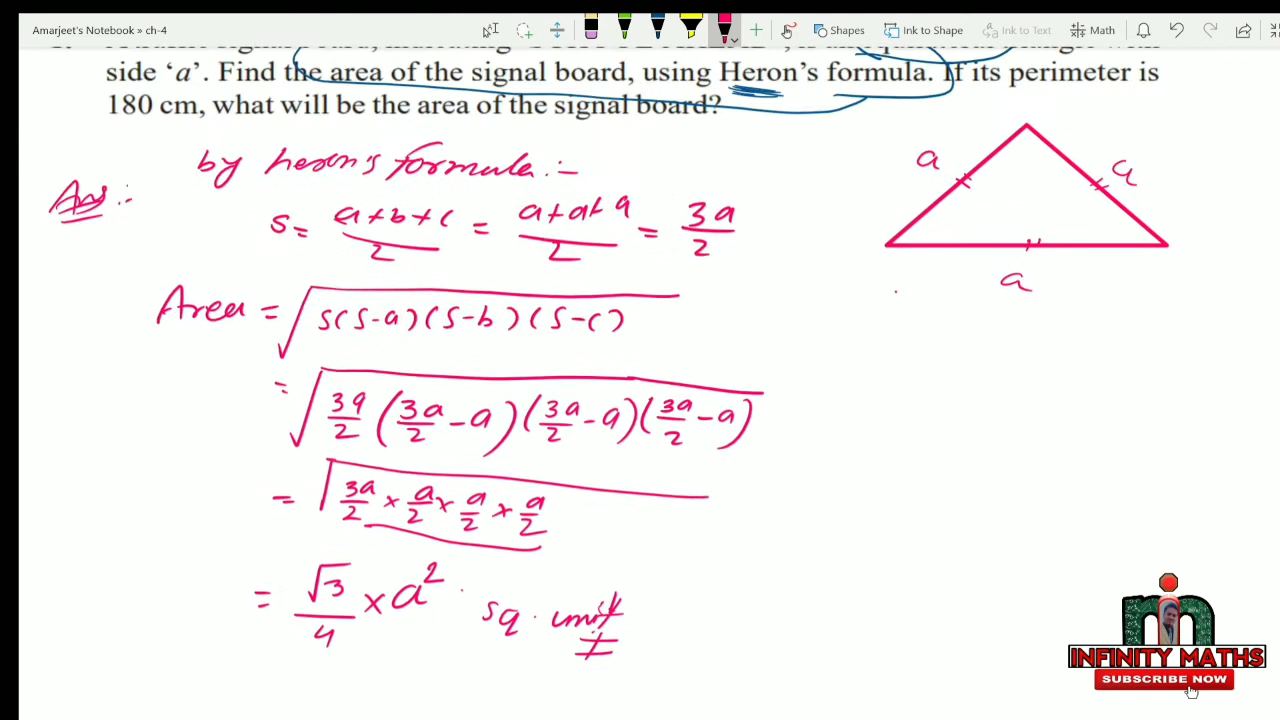 Amarjeet's Notebook » ch-4
Shapes
Ink to Shape
Ink to Text
Math
side ‘a’. Find the area of the signal board, using Heron’s formula. If its perimeter is
180 cm, what will be the area of the signal board?
by heron's formula :-
Ans :-
S = a+b+c/2 = a+a+a/2 = 3a/2
Area = √s(s-a)(s-b)(s-c)
= √3a/2 (3a/2 - a)(3a/2 - a)(3a/2 - a)
= √3a/2 × a/2 × a/2 × a/2
= √3/4 × a² . sq. unit
a
a
a
INFINITY MATHS
SUBSCRIBE NOW